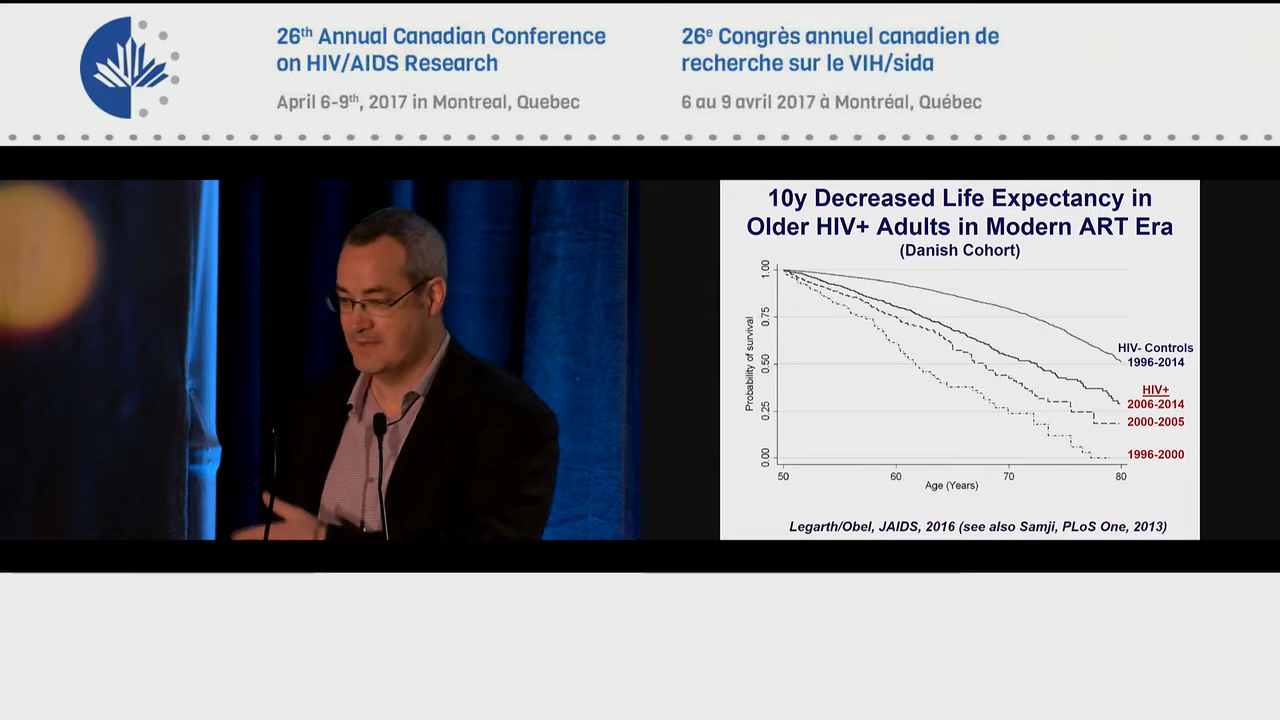 26th Annual Canadian Conference
on HIV/AIDS Research
April 6-9th, 2017 in Montreal, Quebec
26e Congrès annuel canadien de
recherche sur le VIH/sida
6 au 9 avril 2017 à Montréal, Québec
10y Decreased Life Expectancy in
Older HIV+ Adults in Modern ART Era
(Danish Cohort)
Probability of survival
1.00
0.75
0.50
0.25
0.00
50
60
70
80
Age (Years)
HIV- Controls
1996-2014
HIV+
2006-2014
2000-2005
1996-2000
Legarth/Obel, JAIDS, 2016 (see also Samji, PLoS One, 2013)